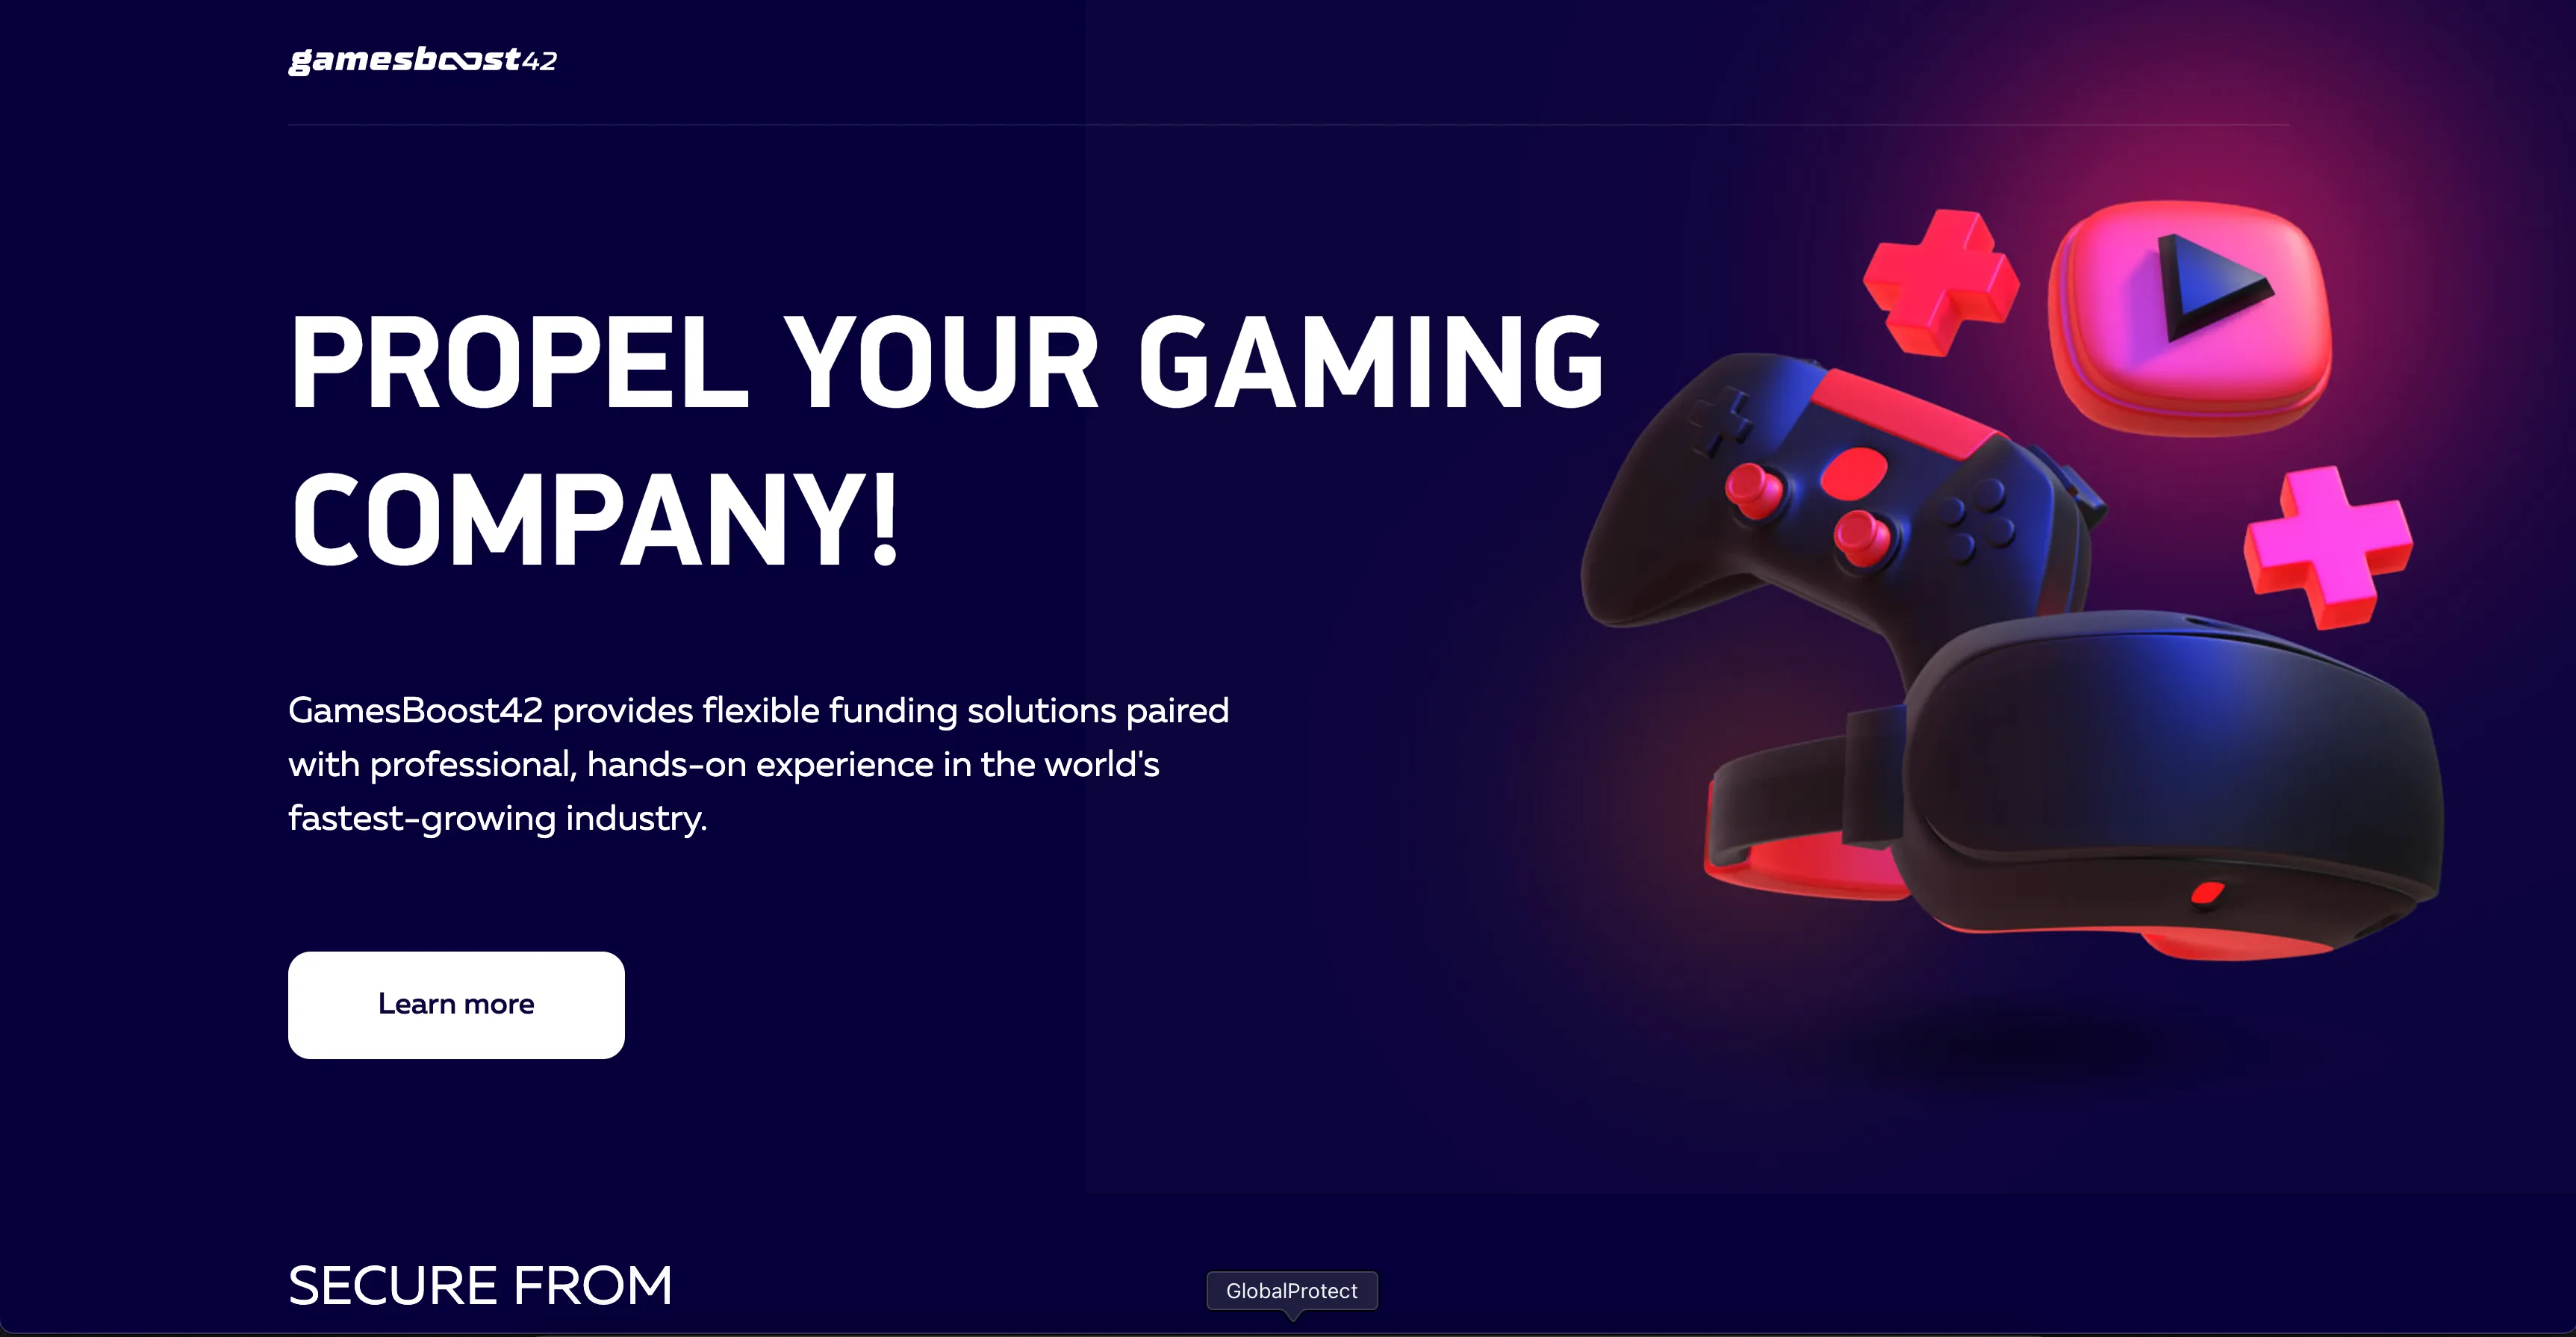 gamesboost42
PROPEL YOUR GAMING
COMPANY!
GamesBoost42 provides flexible funding solutions paired
with professional, hands-on experience in the world's
fastest-growing industry.
Learn more
SECURE FROM
GlobalProtect